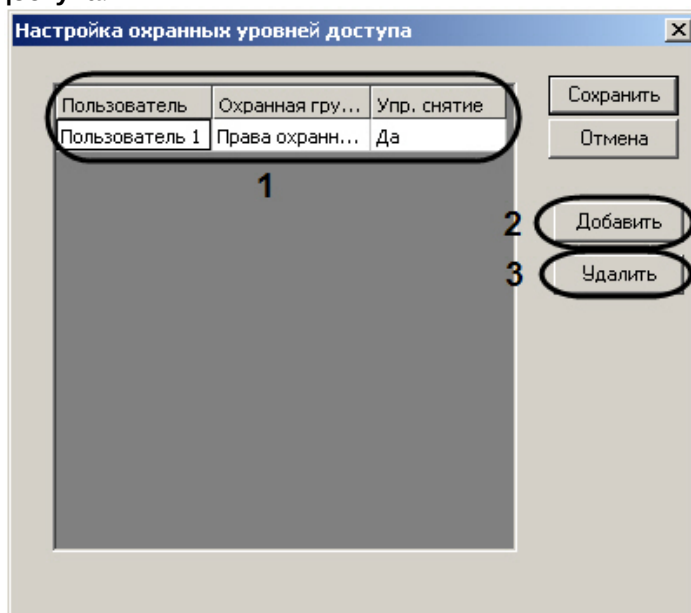 Настройка охранных уровней доступа
Пользователь Охранная гру... Упр. снятие
Пользователь 1 Права охранн... Да
1
Сохранить
Отмена
2 Добавить
3 Удалить